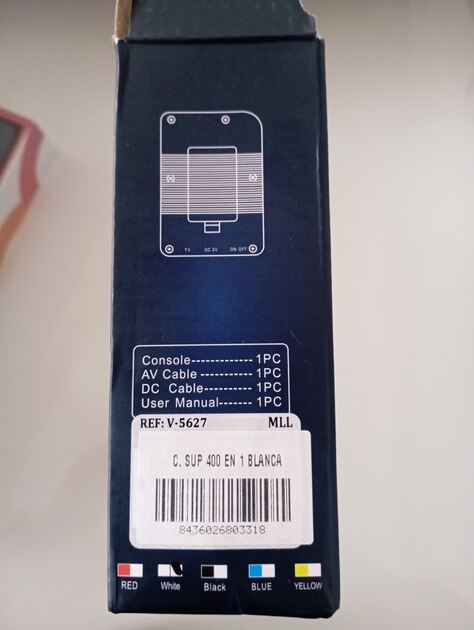 TV DC 5V ON OFF
Console------------- 1PC
AV Cable ----------- 1PC
DC Cable----------- 1PC
User Manual------- 1PC
REF: V-5627 MLL
C. SUP 400 EN 1 BLANCA
8436026803318
RED White Black BLUE YELLOW